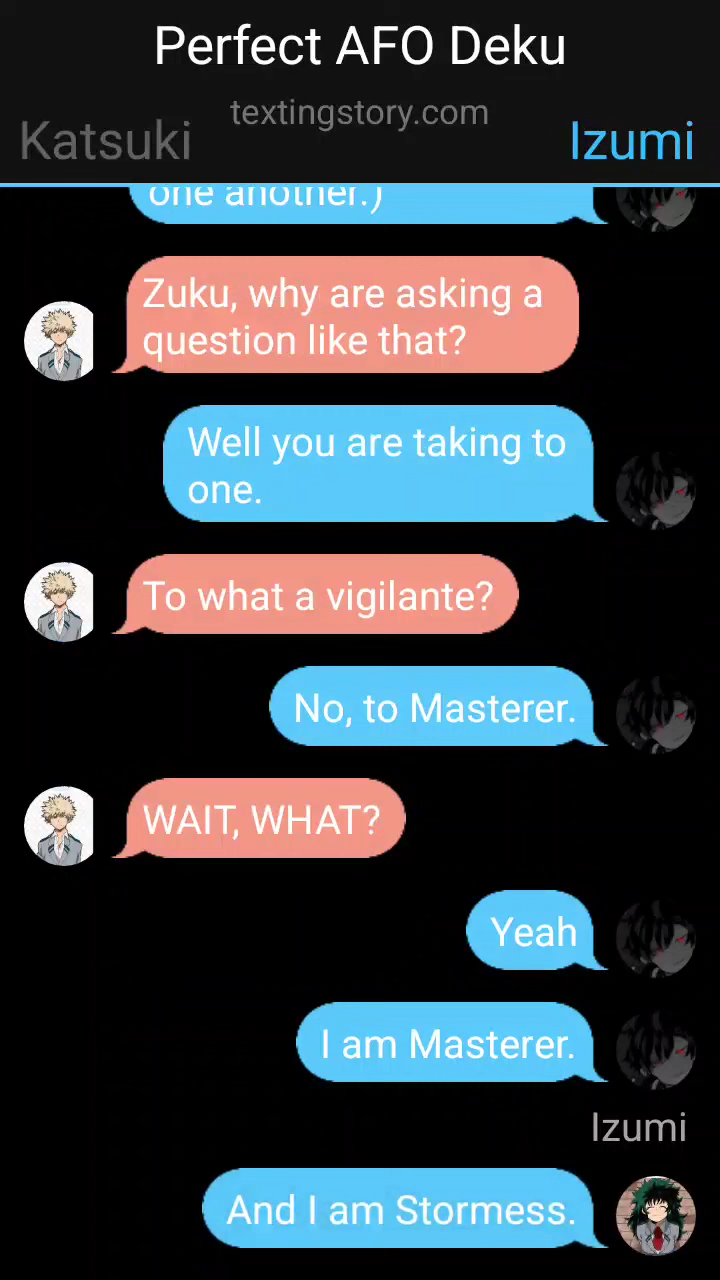 Perfect AFO Deku
textingstory.com
Katsuki
Izumi
one another.)
Zuku, why are asking a
question like that?
Well you are taking to
one.
To what a vigilante?
No, to Masterer.
WAIT, WHAT?
Yeah
I am Masterer.
Izumi
And I am Stormess.